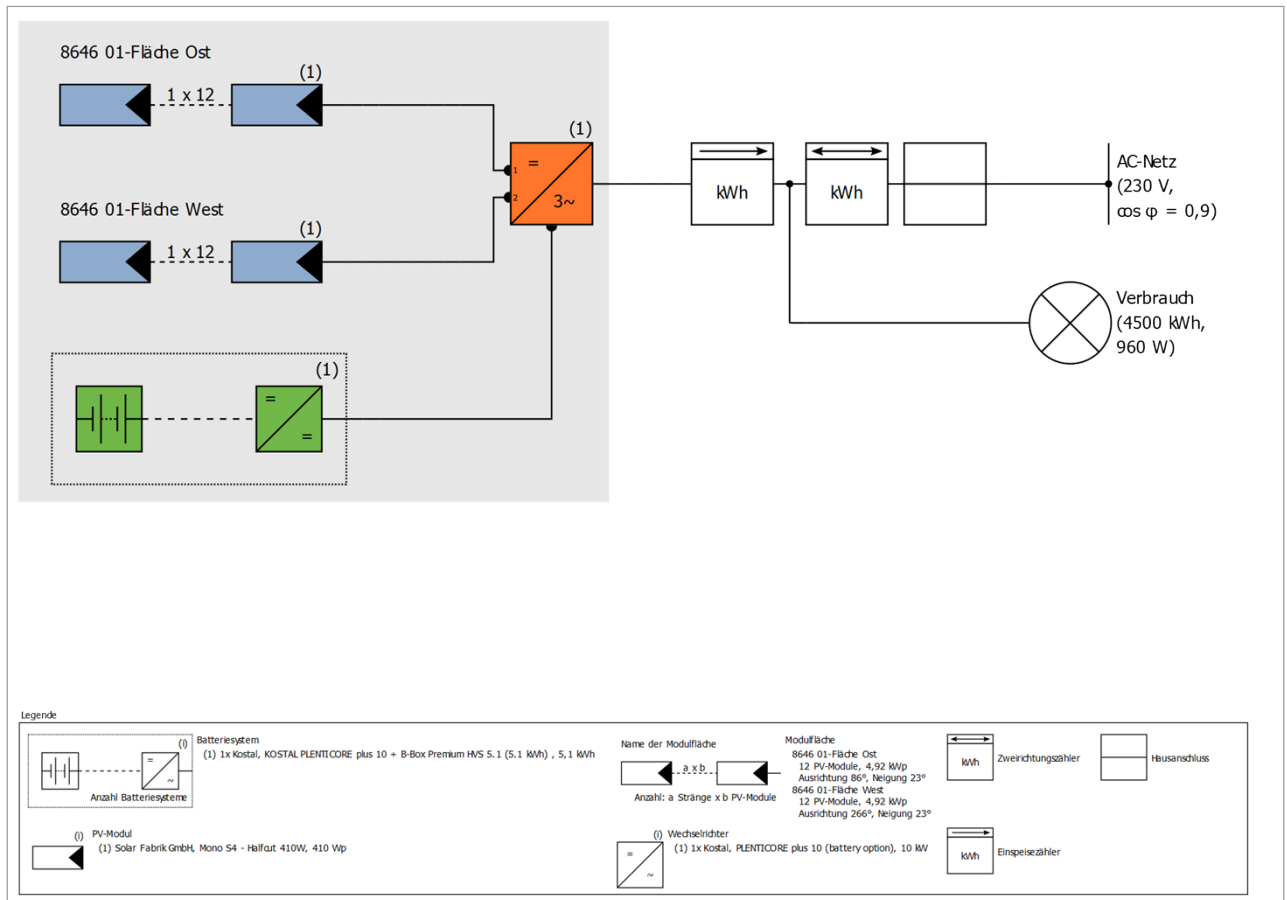 8646 01-Fläche Ost
(1)
1 x 12
(1)
=
1
3~
2
8646 01-Fläche West
(1)
1 x 12
(1)
=
=
kWh
kWh
AC-Netz
(230 V,
cos φ = 0,9)
Verbrauch
(4500 kWh,
960 W)
Legende
(i)
=
~
Anzahl Batteriesysteme
Batteriesystem
(1) 1x Kostal, KOSTAL PLENTICORE plus 10 + B-Box Premium HVS 5.1 (5.1 kWh) , 5,1 kWh
(i)
PV-Modul
(1) Solar Fabrik GmbH, Mono S4 - Halfcut 410W, 410 Wp
Name der Modulfläche
a x b
Anzahl: a Stränge x b PV-Module
Modulfläche
8646 01-Fläche Ost
12 PV-Module, 4,92 kWp
Ausrichtung 86°, Neigung 23°
8646 01-Fläche West
12 PV-Module, 4,92 kWp
Ausrichtung 266°, Neigung 23°
(i) Wechselrichter
=
~
(1) 1x Kostal, PLENTICORE plus 10 (battery option), 10 kW
kWh
Zweirichtungszähler
Hausanschluss
kWh
Einspeisezähler